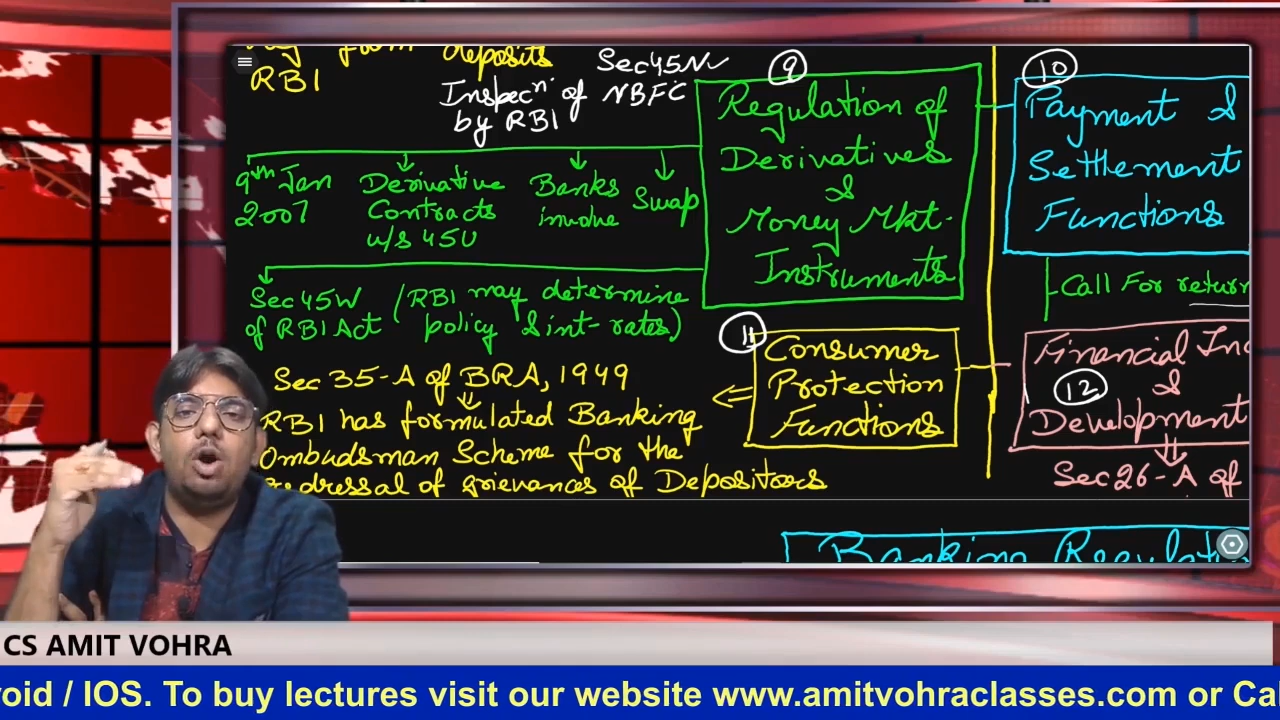 RBI
deposits
Sec45N
Inspecⁿ of NBFC
by RBI
9
Regulation of
Derivatives
&
Money Mkt-
Instruments
9th Jan
2007
Derivative
Contracts
u/s 45U
Banks
involve
Swap
Sec45W
of RBI Act
(RBI may determine
policy & int-rates)
10
Payment &
Settlement
Functions
Call For return
11
Consumer
Protection
Functions
Sec 35-A of BRA, 1949
RBI has formulated Banking
Ombudsman Scheme for the
redressal of grievances of Depositors
Financial Inc
&
12
Development
Sec26-A of
Banking Regulati
CS AMIT VOHRA
roid / IOS. To buy lectures visit our website www.amitvohraclasses.com or Cal